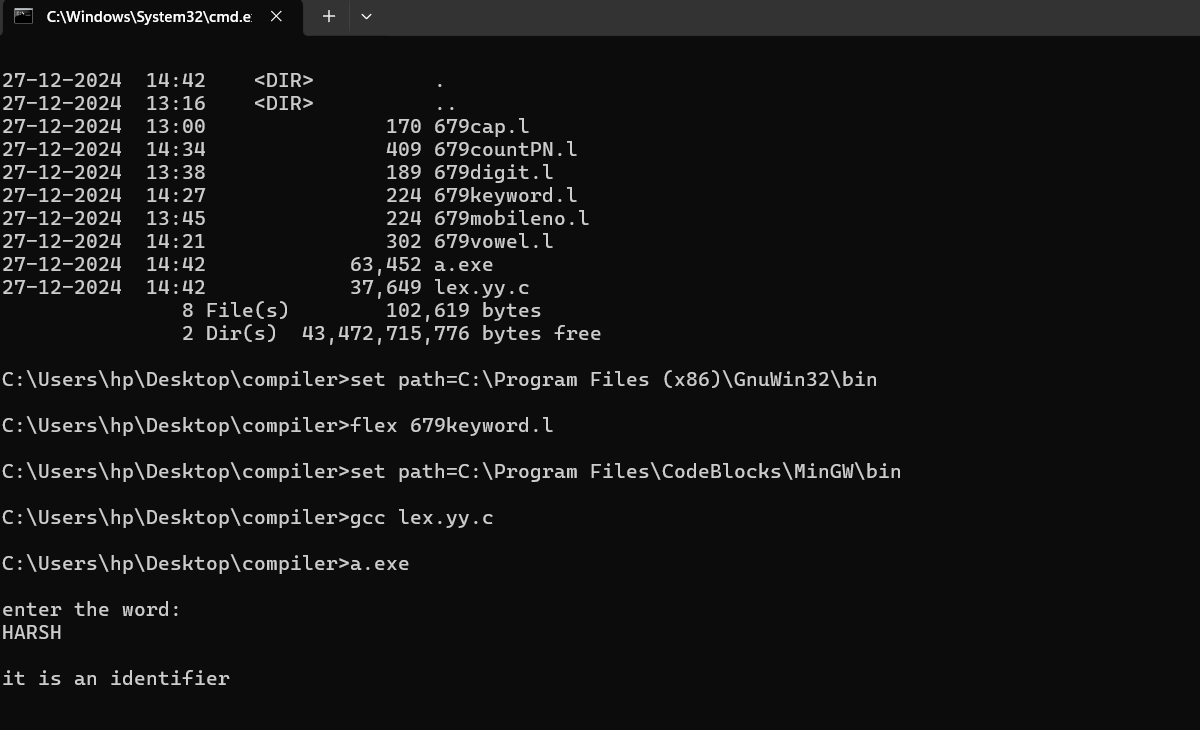 C:\Windows\System32\cmd.e
27-12-2024  14:42    <DIR>          .
27-12-2024  13:16    <DIR>          ..
27-12-2024  13:00               170 679cap.l
27-12-2024  14:34               409 679countPN.l
27-12-2024  13:38               189 679digit.l
27-12-2024  14:27               224 679keyword.l
27-12-2024  13:45               224 679mobileno.l
27-12-2024  14:21               302 679vowel.l
27-12-2024  14:42            63,452 a.exe
27-12-2024  14:42            37,649 lex.yy.c
               8 File(s)        102,619 bytes
               2 Dir(s)  43,472,715,776 bytes free
C:\Users\hp\Desktop\compiler>set path=C:\Program Files (x86)\GnuWin32\bin
C:\Users\hp\Desktop\compiler>flex 679keyword.l
C:\Users\hp\Desktop\compiler>set path=C:\Program Files\CodeBlocks\MinGW\bin
C:\Users\hp\Desktop\compiler>gcc lex.yy.c
C:\Users\hp\Desktop\compiler>a.exe
enter the word:
HARSH
it is an identifier